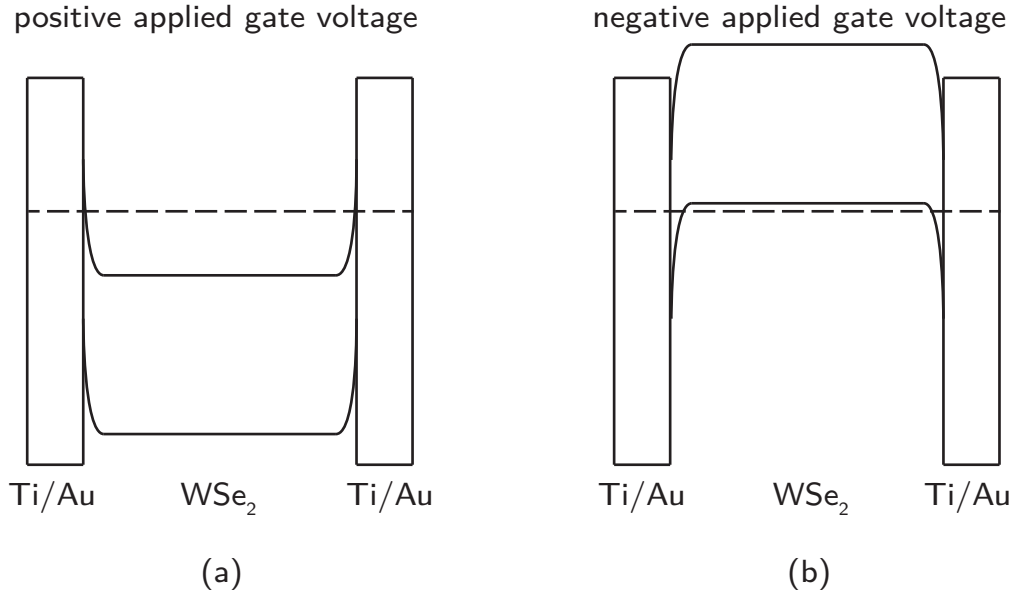 positive applied gate voltage
negative applied gate voltage
Ti/Au WSe₂ Ti/Au
Ti/Au WSe₂ Ti/Au
(a)
(b)